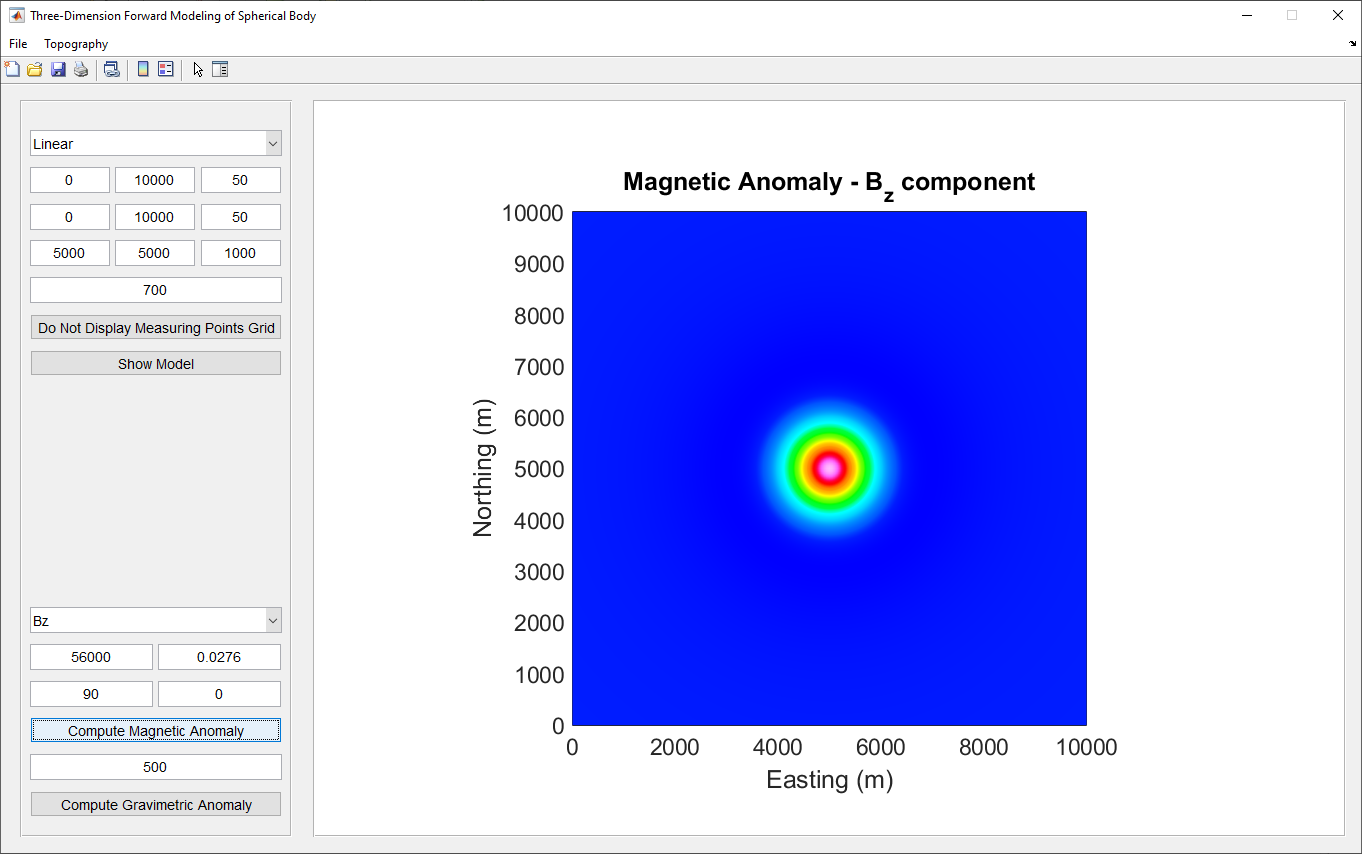 Three-Dimension Forward Modeling of Spherical Body
File Topography
Linear
0 10000 50
0 10000 50
5000 5000 1000
700
Do Not Display Measuring Points Grid
Show Model
Bz
56000 0.0276
90 0
Compute Magnetic Anomaly
500
Compute Gravimetric Anomaly
Magnetic Anomaly - Bz component
10000
9000
8000
7000
6000
5000
4000
3000
2000
1000
0
Northing (m)
0 2000 4000 6000 8000 10000
Easting (m)